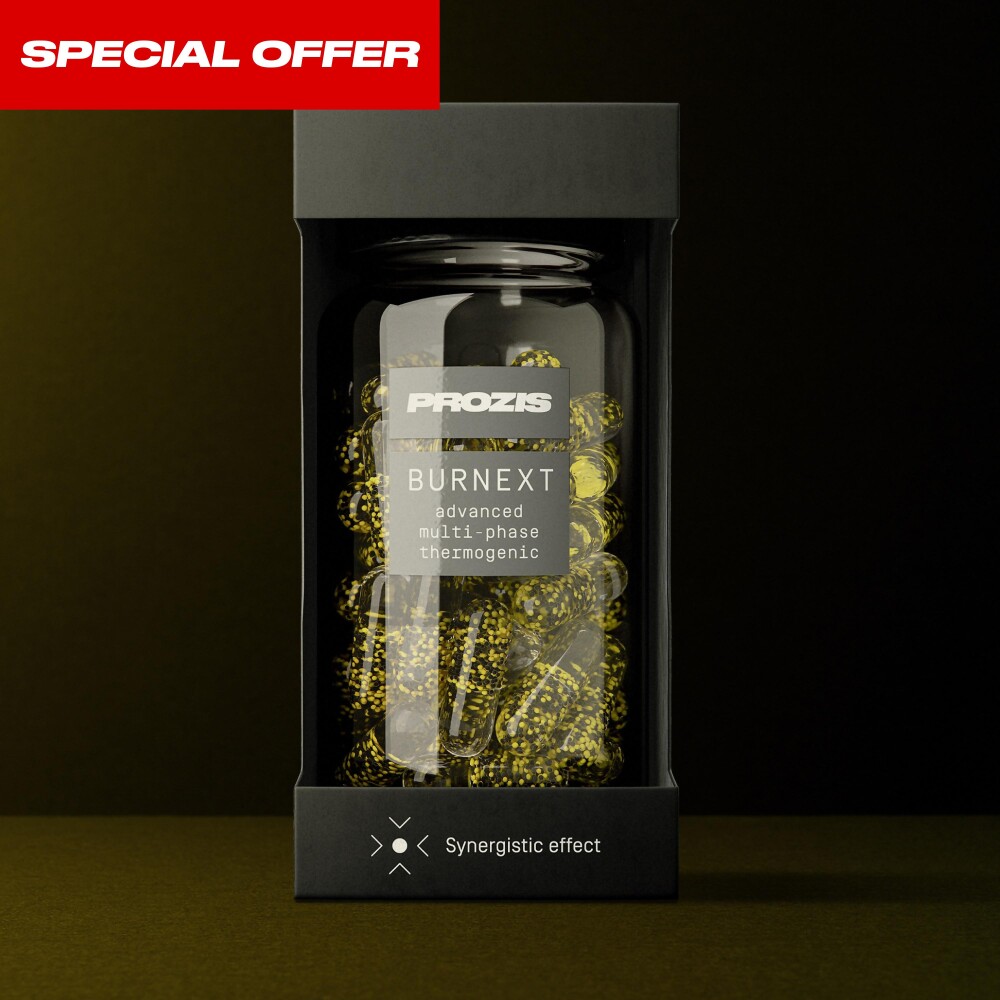 SPECIAL OFFER
PROZIS
BURNEXT
advanced
multi-phase
thermogenic
Synergistic effect